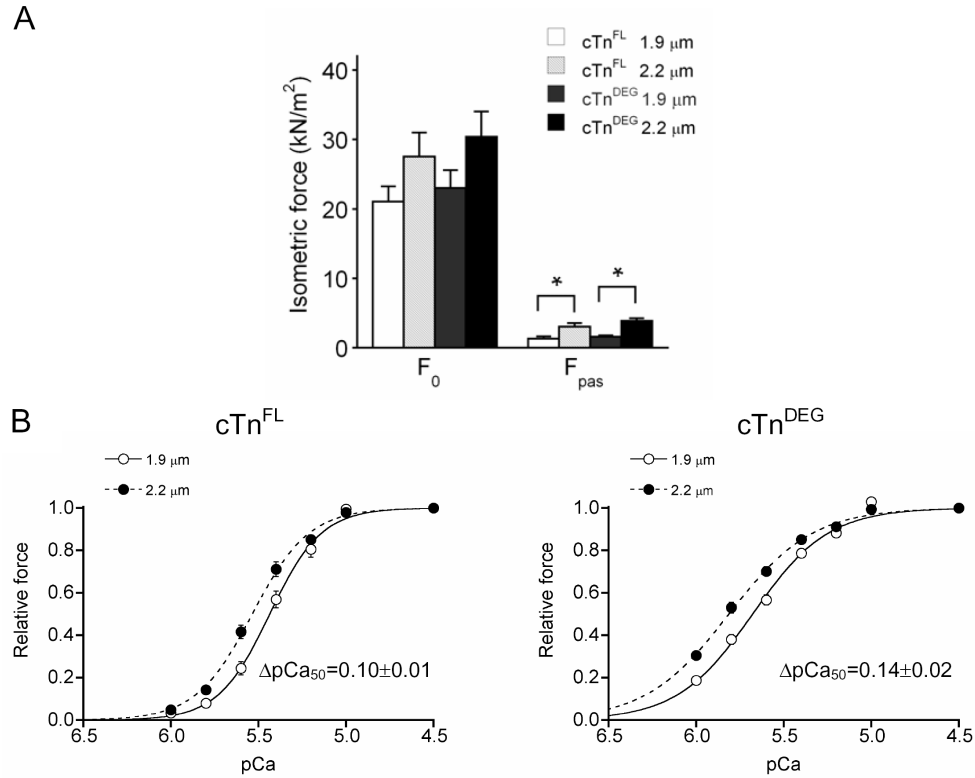 A
cTnFL 1.9 μm
cTnFL 2.2 μm
cTnDEG 1.9 μm
cTnDEG 2.2 μm
Isometric force (kN/m2)
40
30
20
10
0
* *
F0 Fpas
B
cTnFL
1.9 μm
2.2 μm
Relative force
1.0
0.8
0.6
0.4
0.2
0.0
ΔpCa50=0.10±0.01
6.5 6.0 5.5 5.0 4.5
pCa
cTnDEG
1.9 μm
2.2 μm
Relative force
1.0
0.8
0.6
0.4
0.2
0.0
ΔpCa50=0.14±0.02
6.5 6.0 5.5 5.0 4.5
pCa